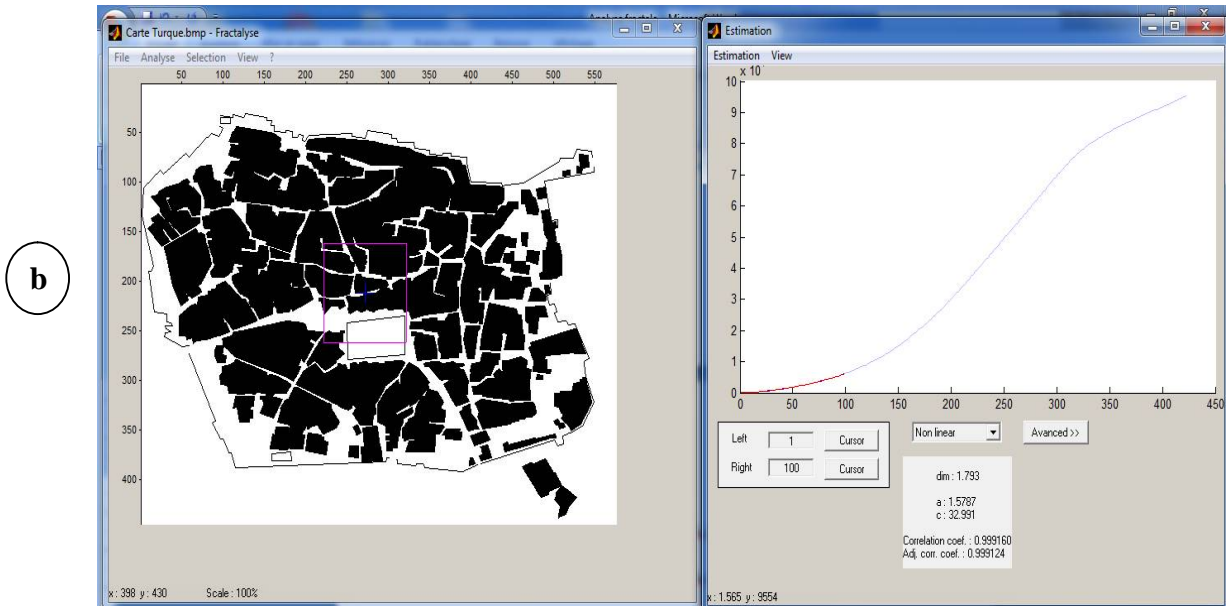 b
Carte Turque.bmp - Fractalyse
File Analyse Selection View ?
50 100 150 200 250 300 350 400 450 500 550
50
100
150
200
250
300
350
400
x : 398 y : 430 Scale : 100%
Estimation
Estimation View
x 10
10
9
8
7
6
5
4
3
2
1
0
0 50 100 150 200 250 300 350 400 450
Left 1 Cursor
Right 100 Cursor
Non linear
Avanced >>
dim : 1.793
a : 1.5787
c : 32.991
Correlation coef. : 0.999160
Adj. corr. coef. : 0.999124
x : 1.565 y : 9554